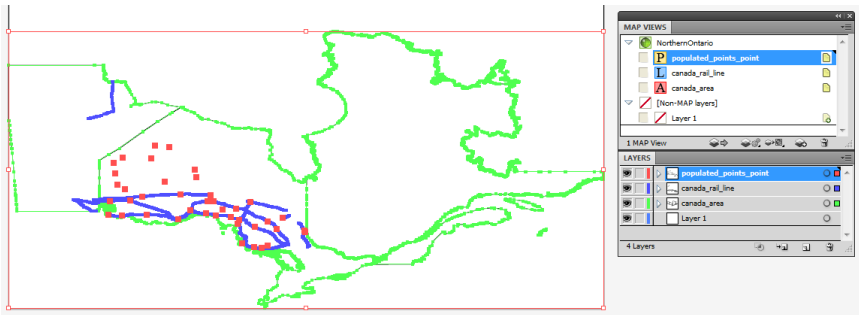 MAP VIEWS
NorthernOntario
P populated_points_point
L canada_rail_line
A canada_area
[Non-MAP layers]
Layer 1
1 MAP View
LAYERS
populated_points_point
canada_rail_line
canada_area
Layer 1
4 Layers